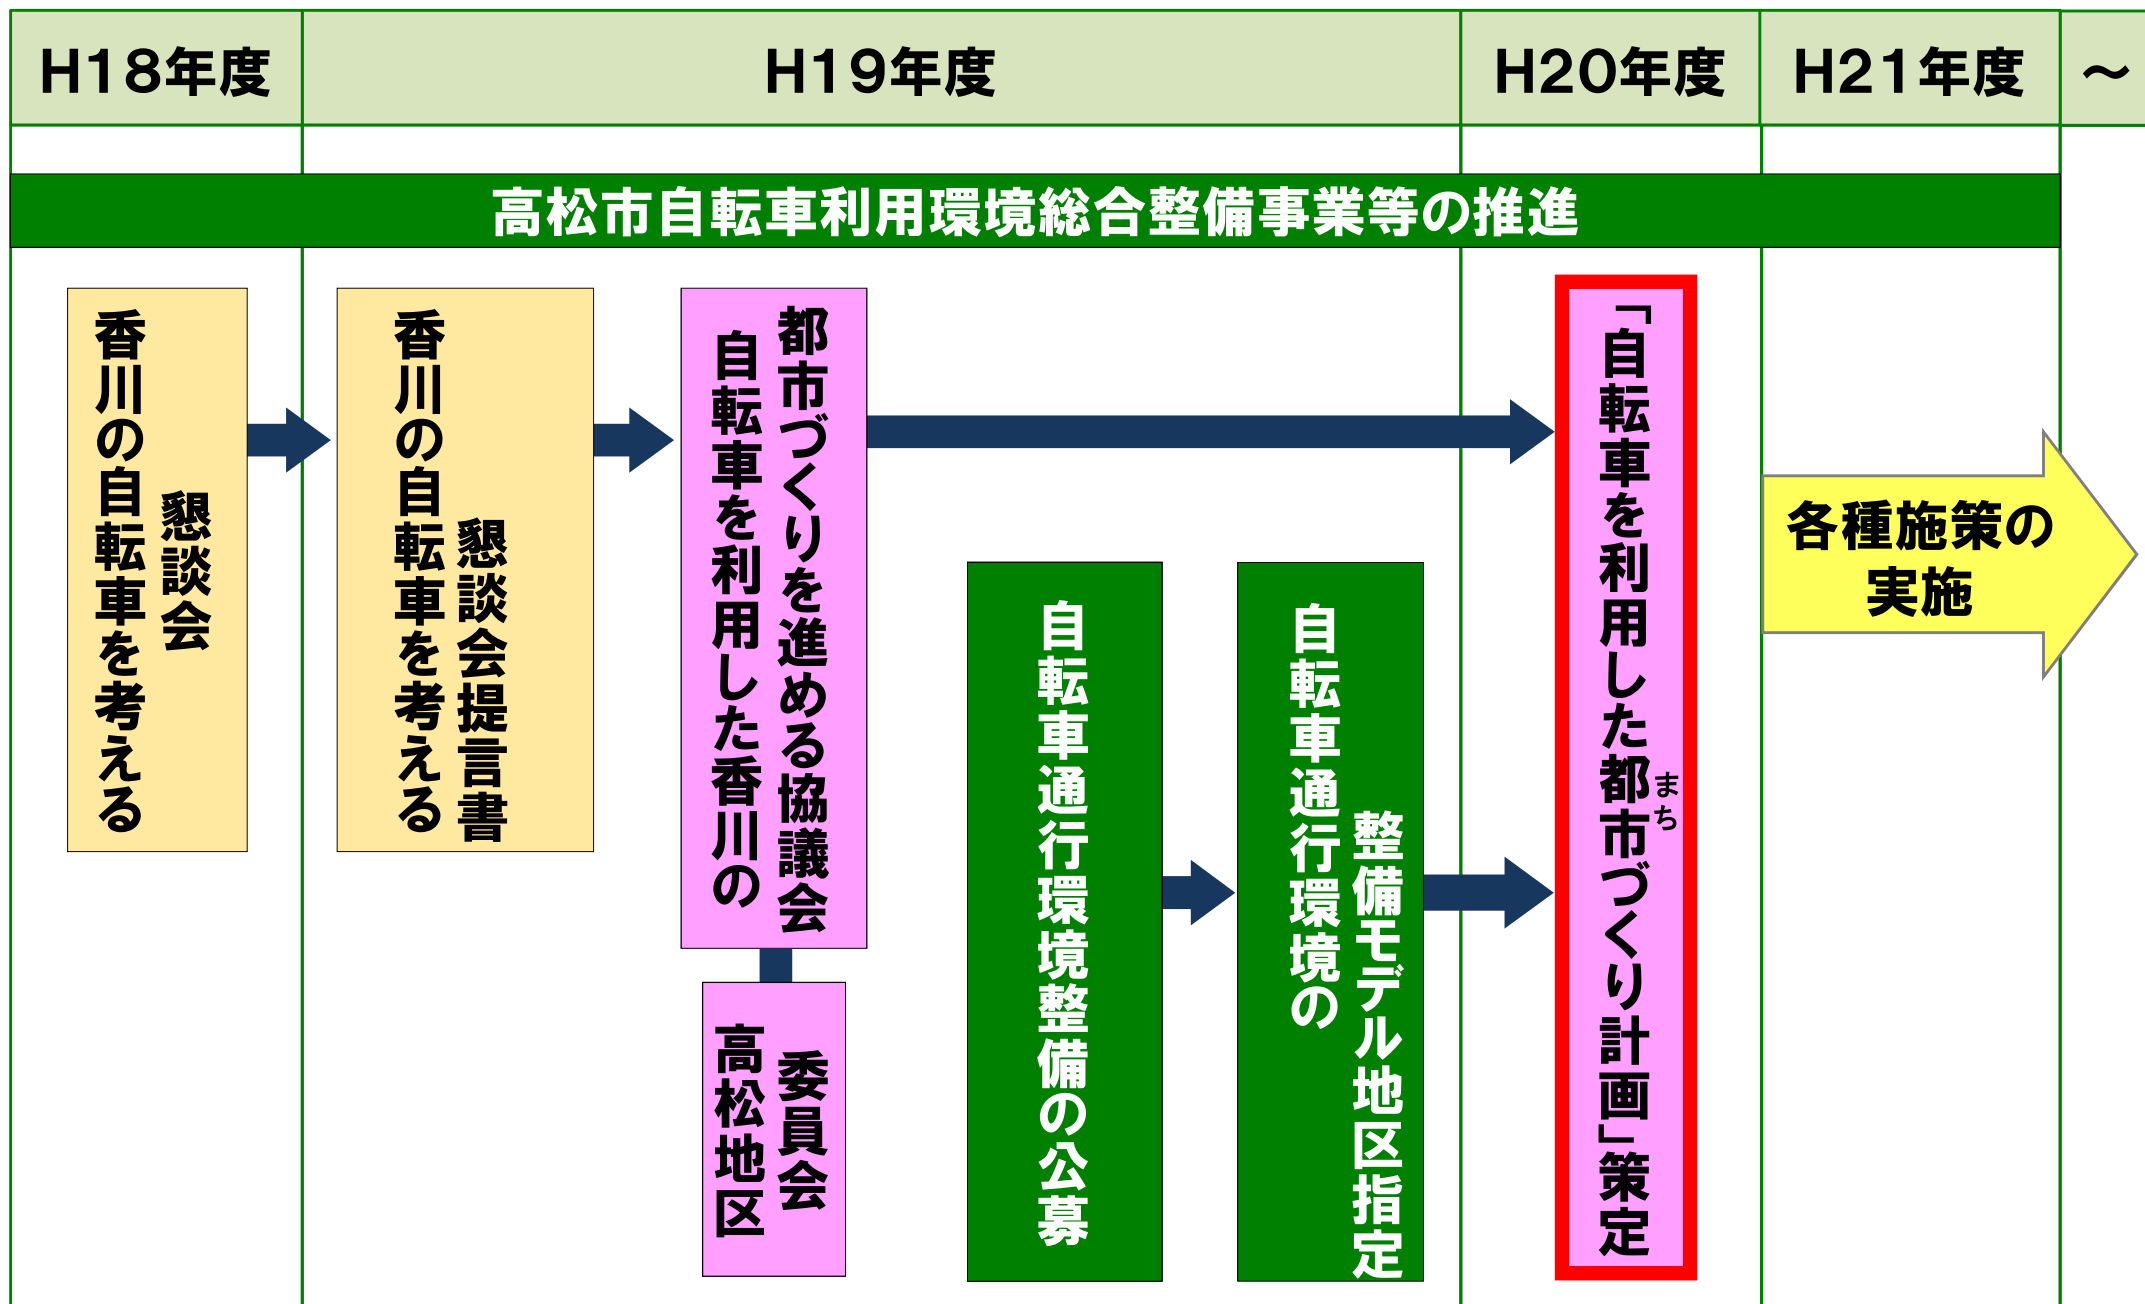 H18年度
H19年度
H20年度
H21年度
～
高松市自転車利用環境総合整備事業等の推進
香川の自転車を考える
懇談会
香川の自転車を考える
懇談会提言書
自転車を利用した香川の
都市づくりを進める協議会
高松地区
委員会
自転車通行環境整備の公募
自転車通行環境の
整備モデル地区指定
「自転車を利用した都市づくり計画」策定
まち
各種施策の
実施